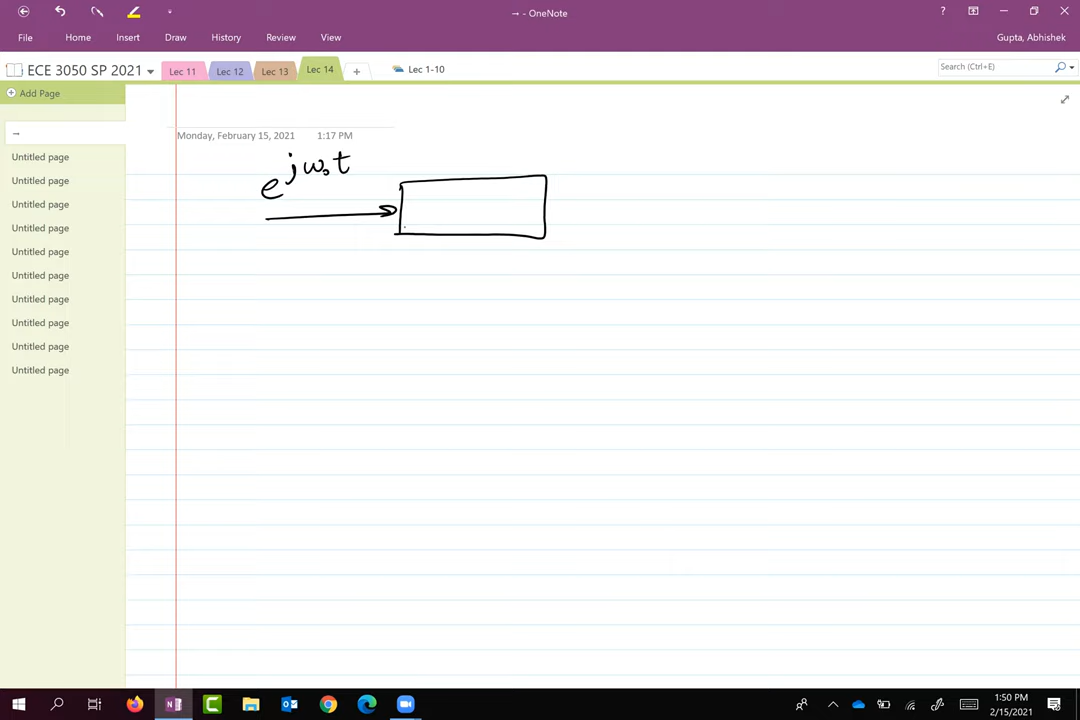 → - OneNote
?
File Home Insert Draw History Review View
Gupta, Abhishek
ECE 3050 SP 2021 Lec 11 Lec 12 Lec 13 Lec 14 + Lec 1-10
Search (Ctrl+E)
Add Page
→
Untitled page
Untitled page
Untitled page
Untitled page
Untitled page
Untitled page
Untitled page
Untitled page
Untitled page
Untitled page
Monday, February 15, 2021 1:17 PM
e^{jω₀t}
1:50 PM
2/15/2021